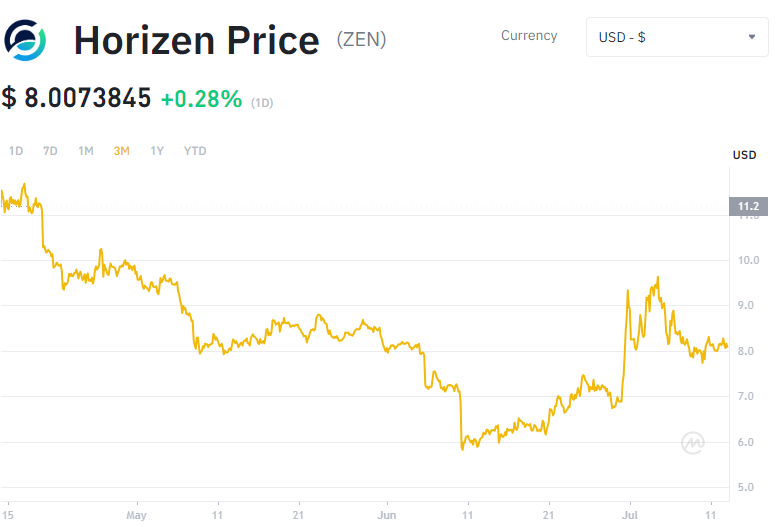 Horizen Price (ZEN)
Currency
USD - $
$ 8.0073845 +0.28% (1D)
1D 7D 1M 3M 1Y YTD
USD
11.2
10.0
9.0
8.0
7.0
6.0
5.0
15 May 11 21 Jun 11 21 Jul 11